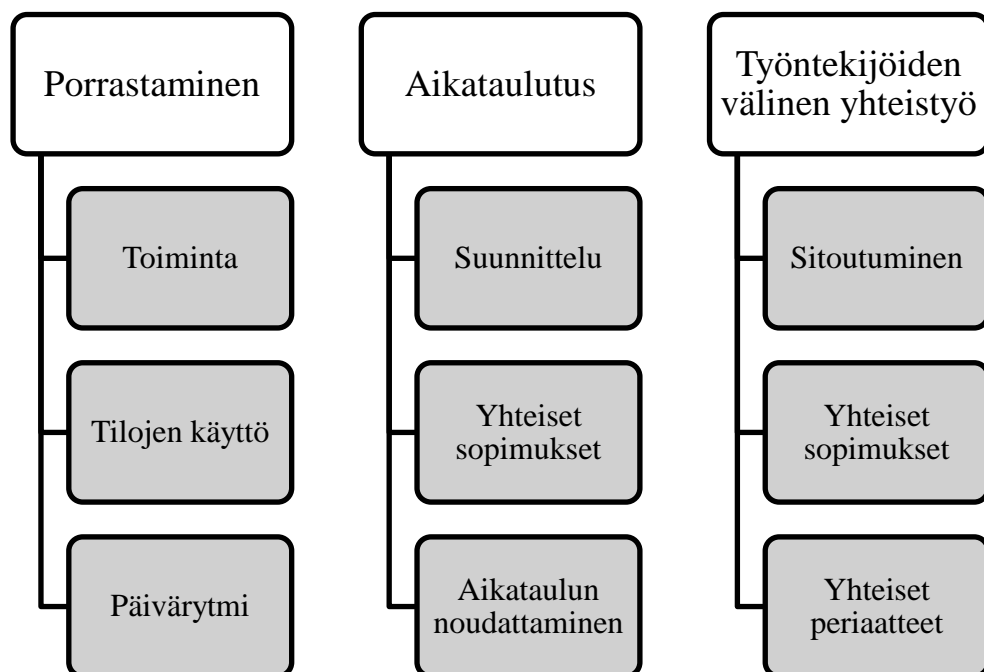 Porrastaminen
Toiminta
Tilojen käyttö
Päivärytmi
Aikataulutus
Suunnittelu
Yhteiset
sopimukset
Aikataulun
noudattaminen
Työntekijöiden
välinen yhteistyö
Sitoutuminen
Yhteiset
sopimukset
Yhteiset
periaatteet